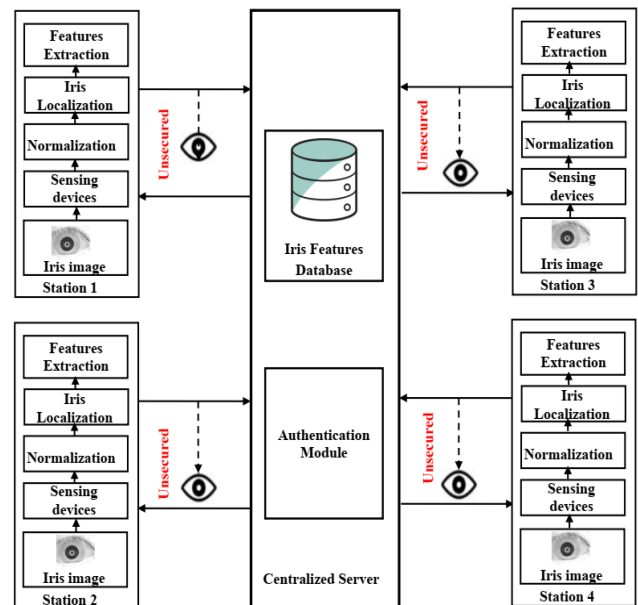 Features
Extraction
Iris
Localization
Normalization
Sensing
devices
Iris image
Station 1
Unsecured
Iris Features
Database
Unsecured
Features
Extraction
Iris
Localization
Normalization
Sensing
devices
Iris image
Station 3
Features
Extraction
Iris
Localization
Normalization
Sensing
devices
Iris image
Station 2
Unsecured
Authentication
Module
Centralized Server
Unsecured
Features
Extraction
Iris
Localization
Normalization
Sensing
devices
Iris image
Station 4